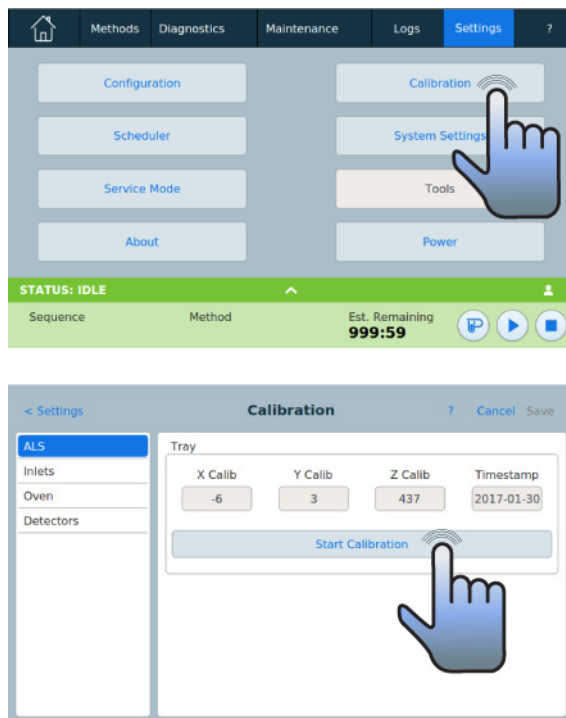 Methods Diagnostics Maintenance Logs Settings ?
Configuration Calibration
Scheduler System Settings
Service Mode Tools
About Power
STATUS: IDLE
Sequence Method Est. Remaining
999:59
< Settings Calibration ? Cancel Save
ALS Tray
Inlets X Calib Y Calib Z Calib Timestamp
Oven -6 3 437 2017-01-30
Detectors
Start Calibration